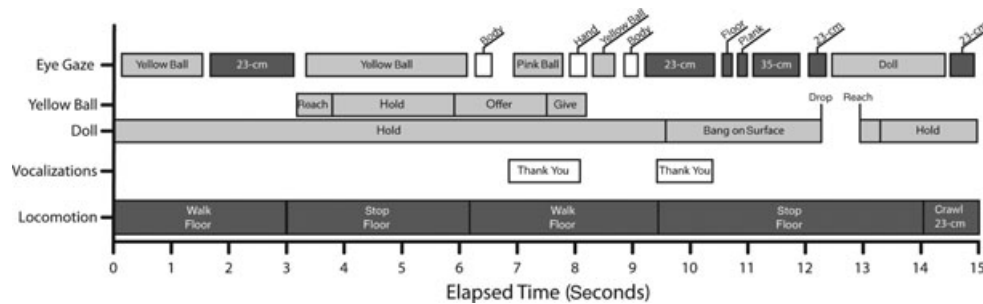 Body
Hand
Yellow Ball
Body
Floor
Plank
23-cm
23-cm
Eye Gaze
Yellow Ball
23-cm
Yellow Ball
Pink Ball
23-cm
35-cm
Doll
Yellow Ball
Reach
Hold
Offer
Give
Drop
Reach
Doll
Hold
Bang on Surface
Hold
Vocalizations
Thank You
Thank You
Locomotion
Walk
Floor
Stop
Floor
Walk
Floor
Stop
Floor
Crawl
23-cm
0 1 2 3 4 5 6 7 8 9 10 11 12 13 14 15
Elapsed Time (Seconds)